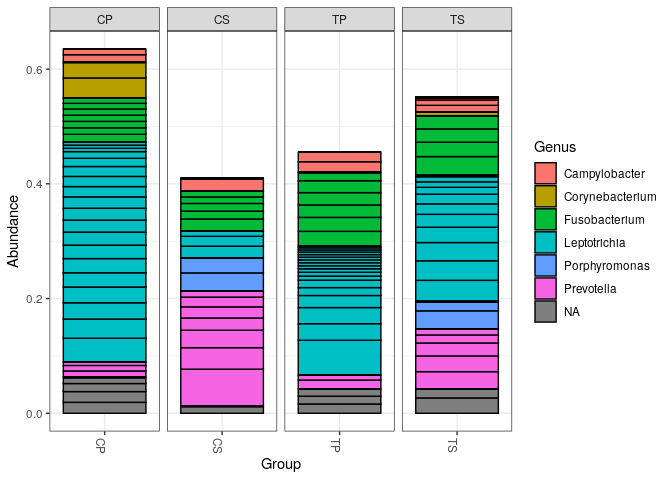 CP CS TP TS
Abundance
0.6
0.4
0.2
0.0
CP CS TP TS
Group
Genus
Campylobacter
Corynebacterium
Fusobacterium
Leptotrichia
Porphyromonas
Prevotella
NA